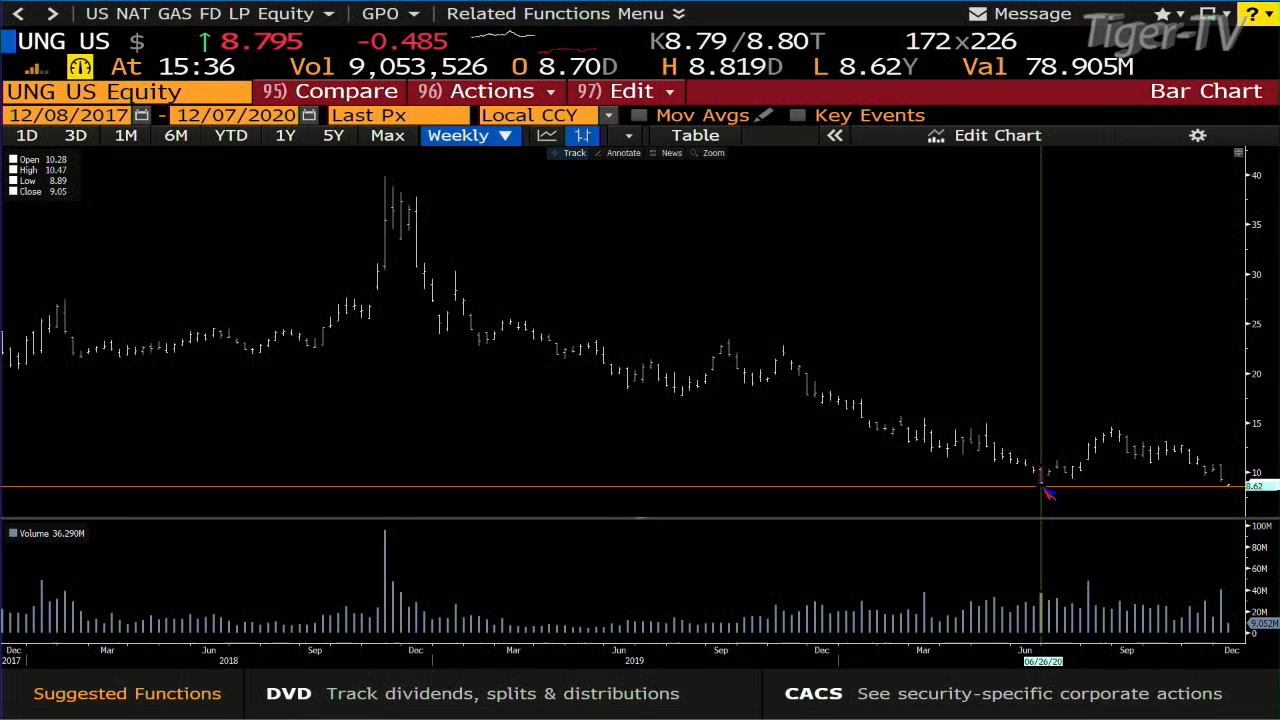 US NAT GAS FD LP Equity GPO Related Functions Menu Message ?
UNG US $ 8.795 -0.485 K8.79/8.80T 172x226 Tiger-TV
At 15:36 Vol 9,053,526 O 8.70D H 8.819D L 8.62Y Val 78.905M
UNG US Equity 95) Compare 96) Actions 97) Edit Bar Chart
12/08/2017 - 12/07/2020 Last Px Local CCY Mov Avgs Key Events
1D 3D 1M 6M YTD 1Y 5Y Max Weekly ▼ Table « Edit Chart
Track Annotate News Zoom
Open 10.28
High 10.47
Low 8.89
Close 9.05
40
30
25
20
15
10
8.62
Volume 36.290M
100M
80M
60M
40M
20M
9.052M
0
Dec Mar Jun Sep Dec Mar Jun Sep Dec Mar Jun Sep Dec
2017 2018 2019 06/26/20
Suggested Functions DVD Track dividends, splits & distributions CACS See security-specific corporate actions